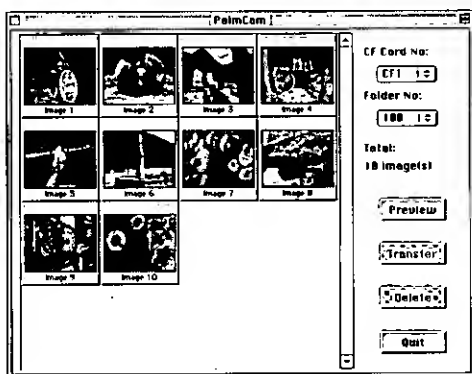 PalmCam
CF Card No:
CF1
Folder No:
100
Total:
10 image(s)
Preview
Transfer
Delete
Quit
Image 1
Image 2
Image 3
Image 4
Image 5
Image 6
Image 7
Image 8
Image 9
Image 10